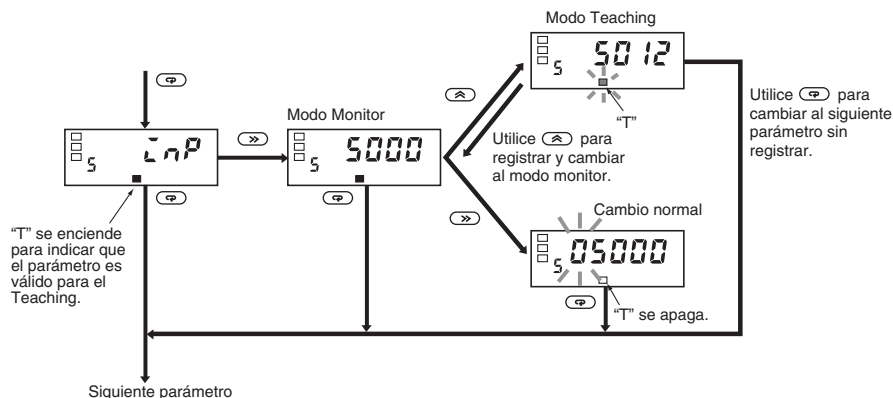 Modo Teaching
S 5012
"T"
Utilice para
cambiar al siguiente
parámetro sin
registrar.
Modo Monitor
S inP
S 5000
Utilice para
registrar y cambiar
al modo monitor.
Cambio normal
S 05000
"T" se apaga.
"T" se enciende
para indicar que
el parámetro es
válido para el
Teaching.
Siguiente parámetro